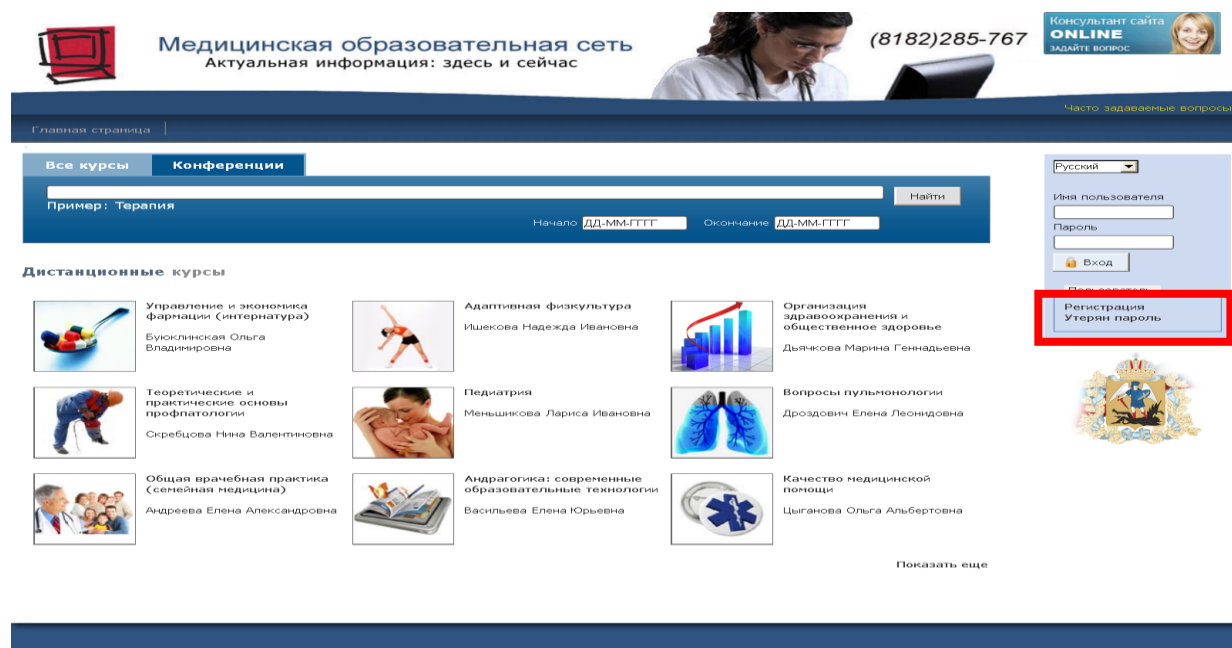 Медицинская образовательная сеть
Актуальная информация: здесь и сейчас
(8182)285-767
Консультант сайта
ONLINE
ЗАДАЙТЕ ВОПРОС
Часто задаваемые вопросы
Главная страница
Все курсы
Конференции
Найти
Пример: Терапия
Начало ДД-ММ-ГГГГ
Окончание ДД-ММ-ГГГГ
Русский
Имя пользователя
Пароль
Вход
Пользователь
Регистрация
Утерян пароль
Дистанционные курсы
Управление и экономика
фармации (интернатура)
Буюклинская Ольга
Владимировна
Адаптивная физкультура
Ишекова Надежда Ивановна
Организация
здравоохранения и
общественное здоровье
Дьячкова Марина Геннадьевна
Теоретические и
практические основы
профпатологии
Скребцова Нина Валентиновна
Педиатрия
Меньшикова Лариса Ивановна
Вопросы пульмонологии
Дроздович Елена Леонидовна
Общая врачебная практика
(семейная медицина)
Андреева Елена Александровна
Андрагогика: современные
образовательные технологии
Васильева Елена Юрьевна
Качество медицинской
помощи
Цыганова Ольга Альбертовна
Показать еще